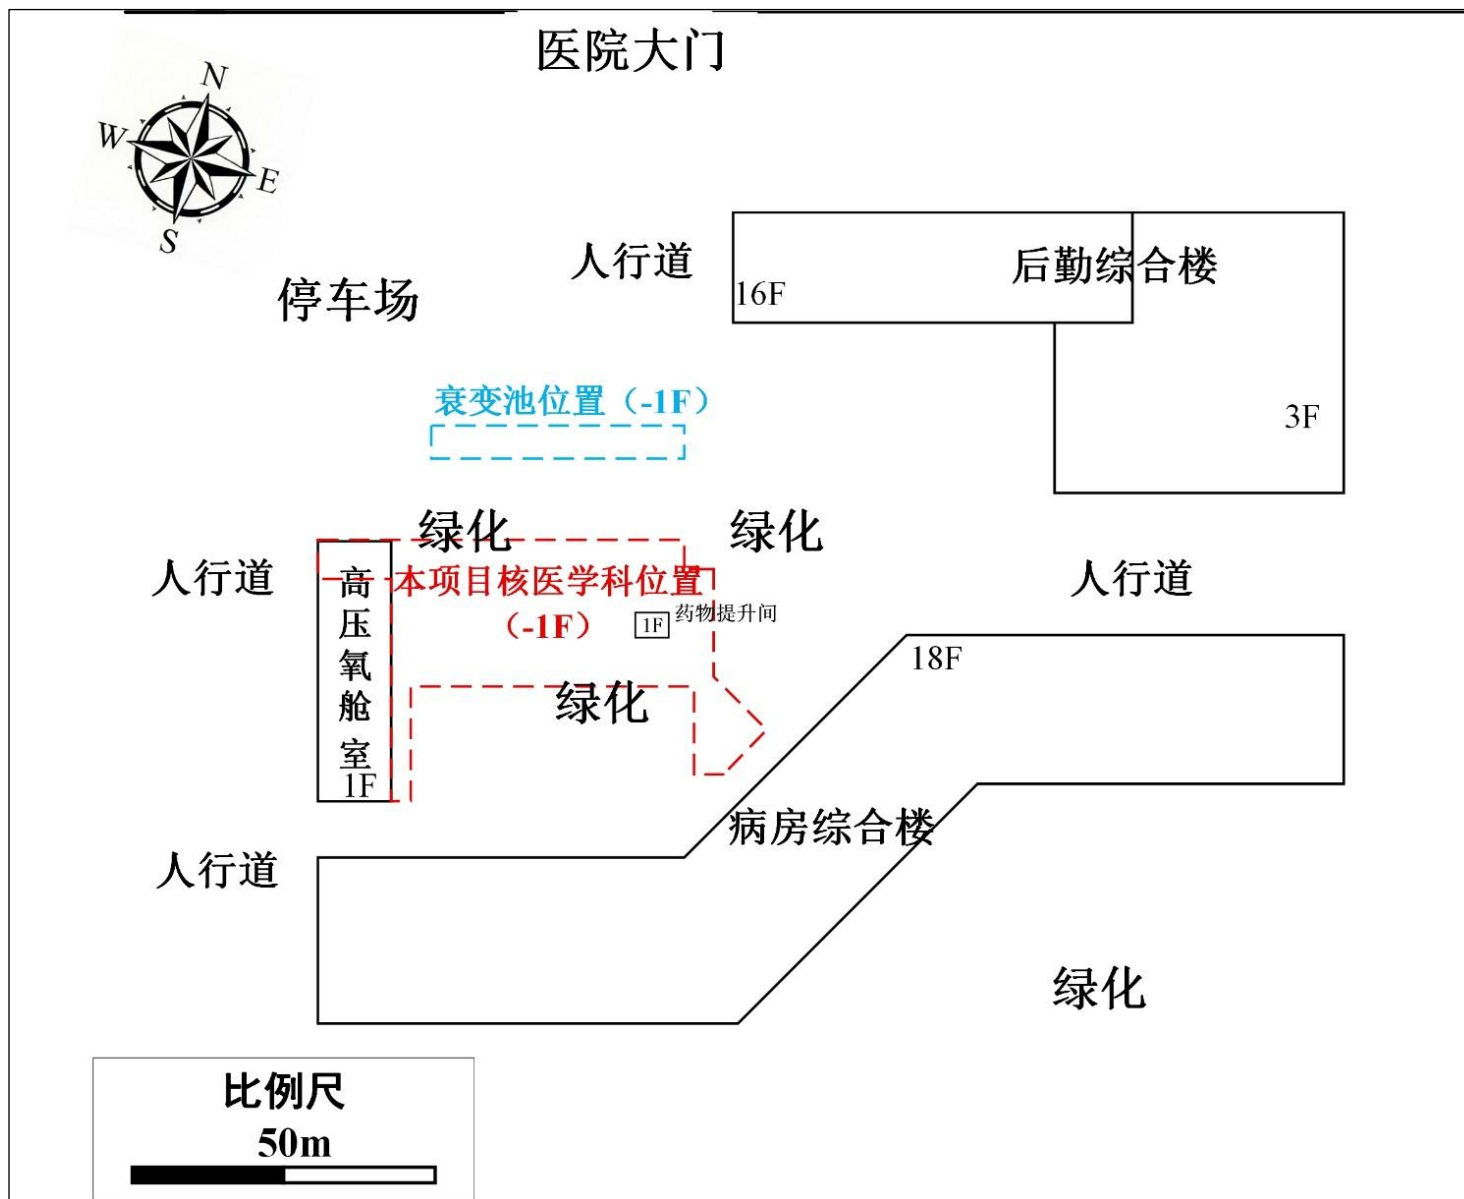 医院大门
N
W
E
S
人行道
后勤综合楼
停车场
16F
衰变池位置（-1F）
3F
绿化
绿化
人行道
高压氧舱室
1F
本项目核医学科位置
（-1F）
1F
药物提升间
人行道
18F
绿化
病房综合楼
人行道
绿化
比例尺
50m